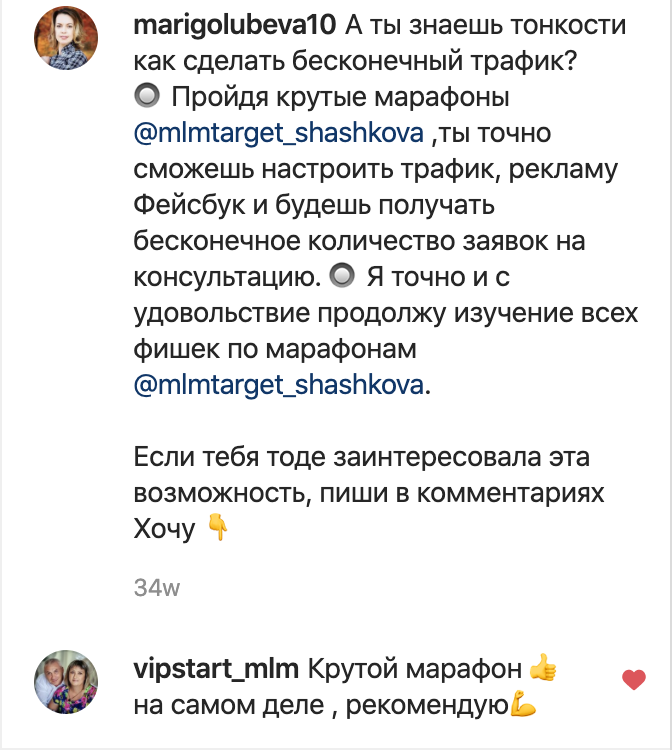 marigolubeva10 А ты знаешь тонкости
как сделать бесконечный трафик?
🔘 Пройдя крутые марафоны
@mlmtarget_shashkova ,ты точно
сможешь настроить трафик, рекламу
Фейсбук и будешь получать
бесконечное количество заявок на
консультацию. 🔘 Я точно и с
удовольствие продолжу изучение всех
фишек по марафонам
@mlmtarget_shashkova.
Если тебя тоде заинтересовала эта
возможность, пиши в комментариях
Хочу 👇
34w
vipstart_mlm Крутой марафон 👍
на самом деле , рекомендую💪